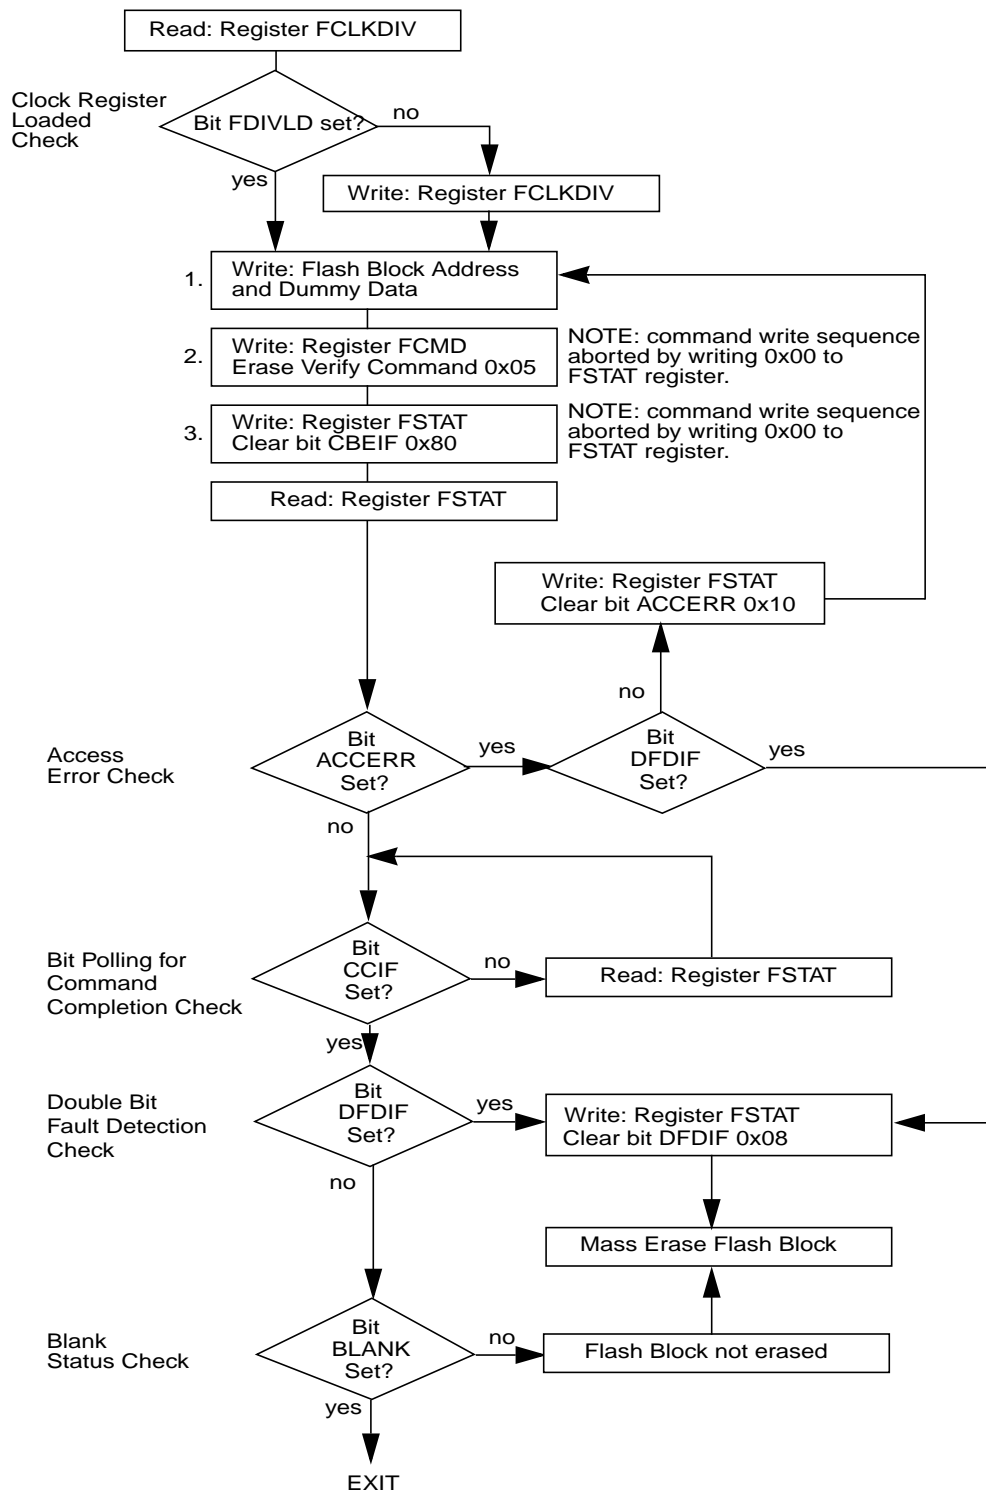 Read: Register FCLKDIV
Clock Register
Loaded
Check
Bit FDIVLD set?
no
yes
Write: Register FCLKDIV
1.
Write: Flash Block Address
and Dummy Data
2.
Write: Register FCMD
Erase Verify Command 0x05
NOTE: command write sequence
aborted by writing 0x00 to
FSTAT register.
3.
Write: Register FSTAT
Clear bit CBEIF 0x80
NOTE: command write sequence
aborted by writing 0x00 to
FSTAT register.
Read: Register FSTAT
Write: Register FSTAT
Clear bit ACCERR 0x10
no
Access
Error Check
Bit
ACCERR
Set?
yes
Bit
DFDIF
Set?
yes
no
Bit Polling for
Command
Completion Check
Bit
CCIF
Set?
no
Read: Register FSTAT
yes
Double Bit
Fault Detection
Check
Bit
DFDIF
Set?
yes
Write: Register FSTAT
Clear bit DFDIF 0x08
no
Mass Erase Flash Block
Blank
Status Check
Bit
BLANK
Set?
no
Flash Block not erased
yes
EXIT